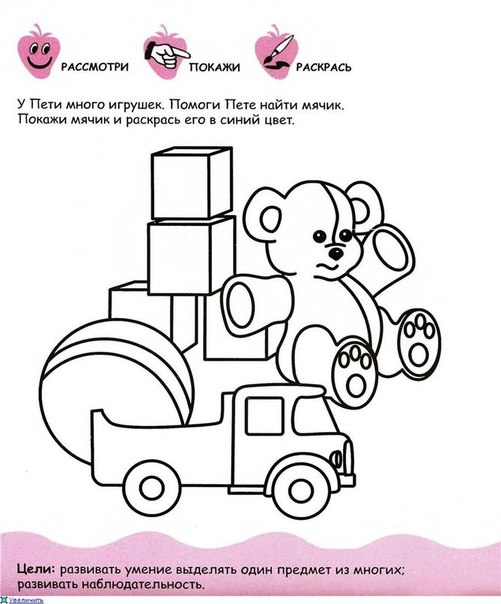 РАССМОТРИ ПОКАЖИ РАСКРАСЬ
У Пети много игрушек. Помоги Пете найти мячик.
Покажи мячик и раскрась его в синий цвет.
Цели: развивать умение выделять один предмет из многих;
развивать наблюдательность.
Увеличить